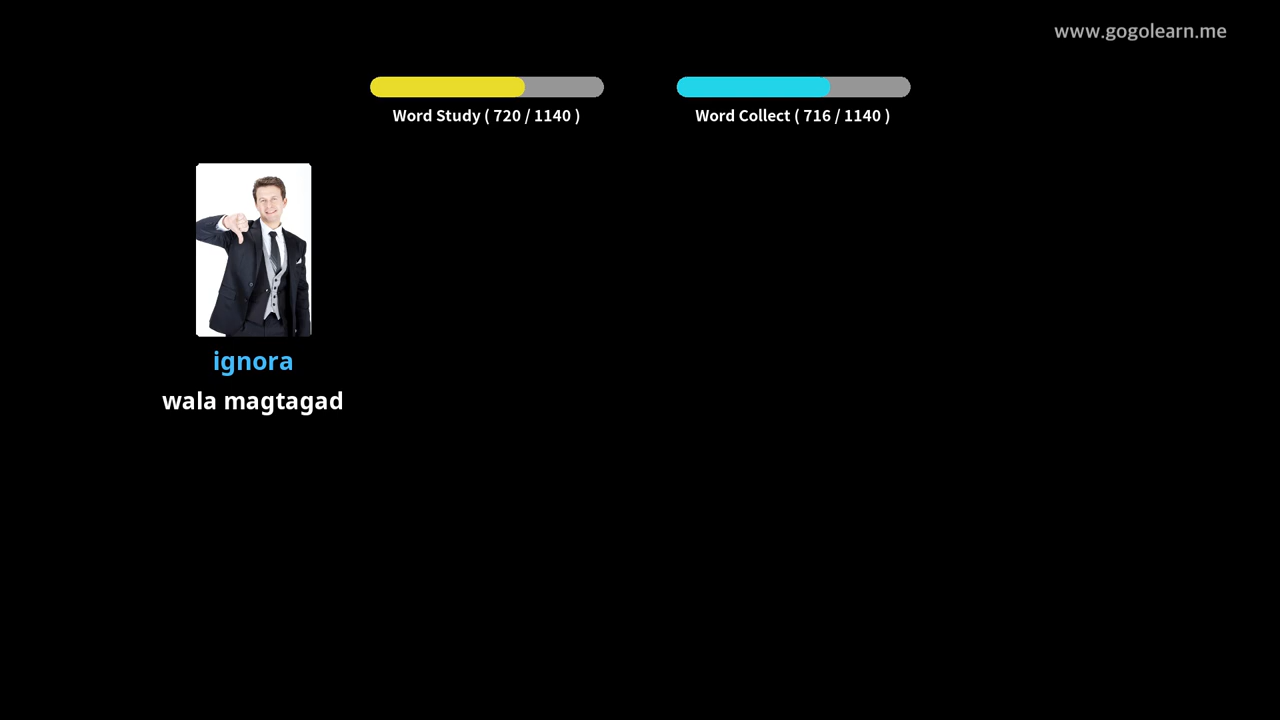 www.gogolearn.me
Word Study ( 720 / 1140 )
Word Collect ( 716 / 1140 )
ignora
wala magtagad